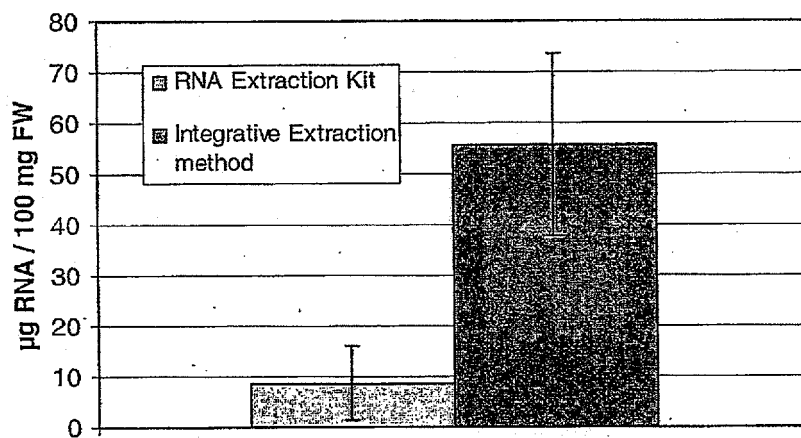 80
70
60
50
40
30
20
10
0
µg RNA / 100 mg FW
RNA Extraction Kit
Integrative Extraction
method